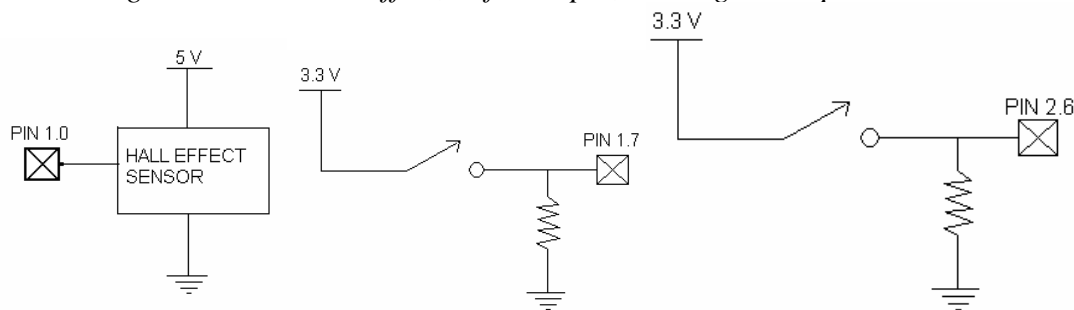 3.3 V
5 V
3.3 V
PIN 1.0
HALL EFFECT
SENSOR
PIN 1.7
PIN 2.6